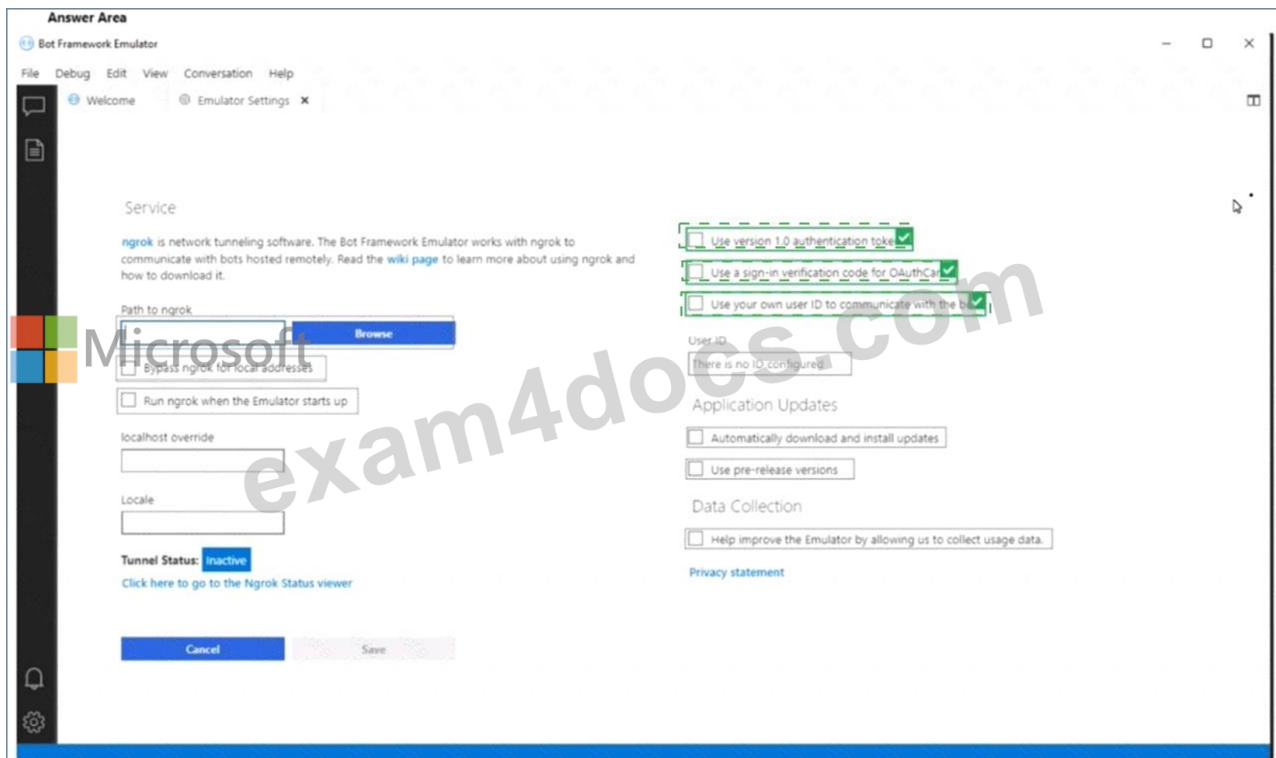 Answer Area
Bot Framework Emulator
File Debug Edit View Conversation Help
Welcome Emulator Settings
Service
ngrok is network tunneling software. The Bot Framework Emulator works with ngrok to
communicate with bots hosted remotely. Read the wiki page to learn more about using ngrok and
how to download it.
Path to ngrok
Browse
Bypass ngrok for local addresses
Run ngrok when the Emulator starts up
localhost override
Locale
Tunnel Status: Inactive
Click here to go to the Ngrok Status viewer
Cancel Save
Use version 1.0 authentication toke
Use a sign-in verification code for OAuthCar
Use your own user ID to communicate with the b
User ID
There is no ID configured
Application Updates
Automatically download and install updates
Use pre-release versions
Data Collection
Help improve the Emulator by allowing us to collect usage data.
Privacy statement
Microsoft
exam4docs.com